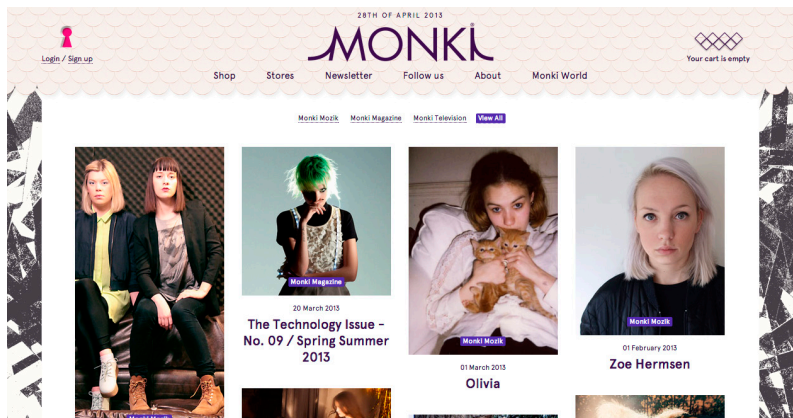 28TH OF APRIL 2013
MONKI
Login / Sign up
Your cart is empty
Shop Stores Newsletter Follow us About Monki World
Monki Mozik Monki Magazine Monki Television View All
Monki Magazine
20 March 2013
The Technology Issue –
No. 09 / Spring Summer
2013
Monki Mozik
01 March 2013
Olivia
Monki Mozik
01 February 2013
Zoe Hermsen